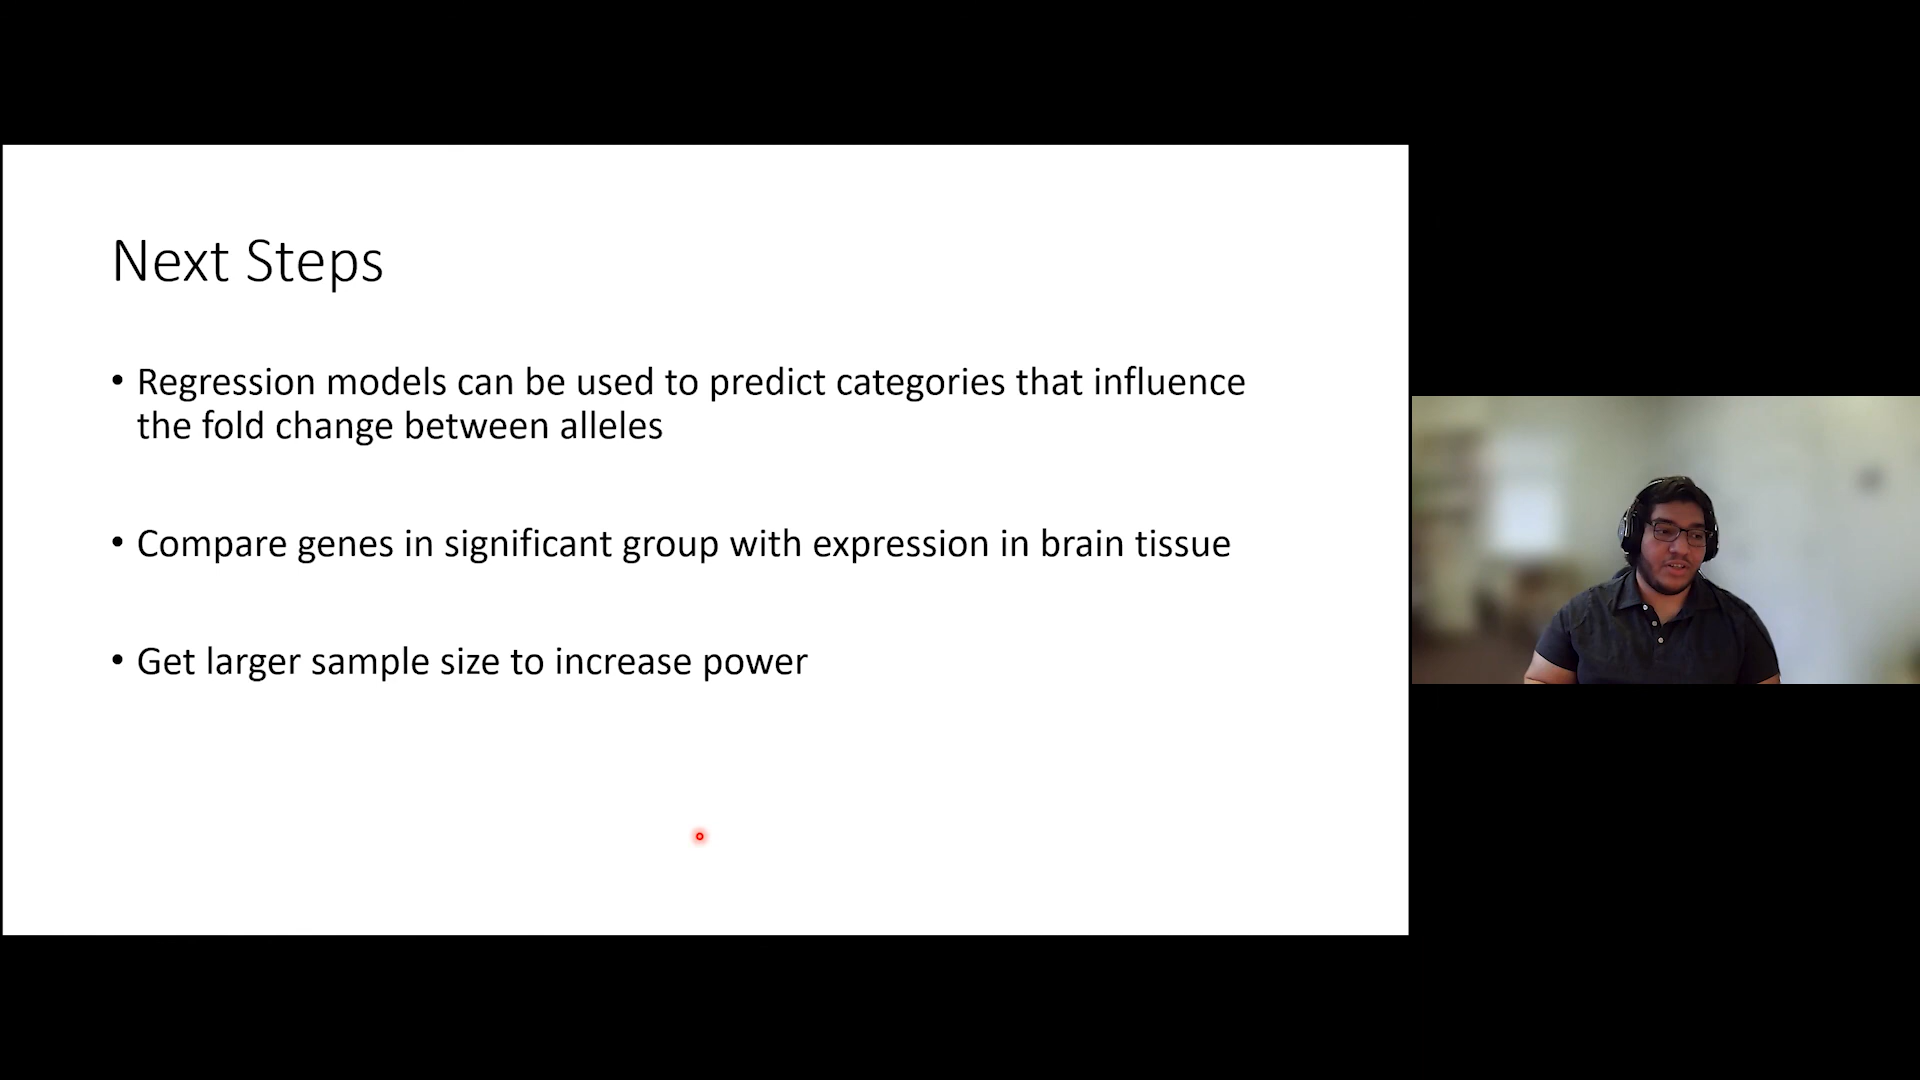 Next Steps
• Regression models can be used to predict categories that influence
the fold change between alleles
• Compare genes in significant group with expression in brain tissue
• Get larger sample size to increase power